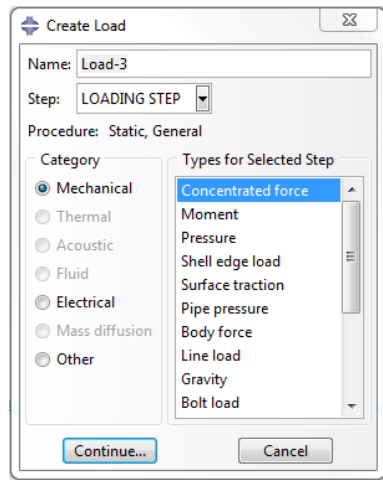 Create Load
Name: Load-3
Step: LOADING STEP
Procedure: Static, General
Category
Mechanical
Thermal
Acoustic
Fluid
Electrical
Mass diffusion
Other
Types for Selected Step
Concentrated force
Moment
Pressure
Shell edge load
Surface traction
Pipe pressure
Body force
Line load
Gravity
Bolt load
Continue...
Cancel